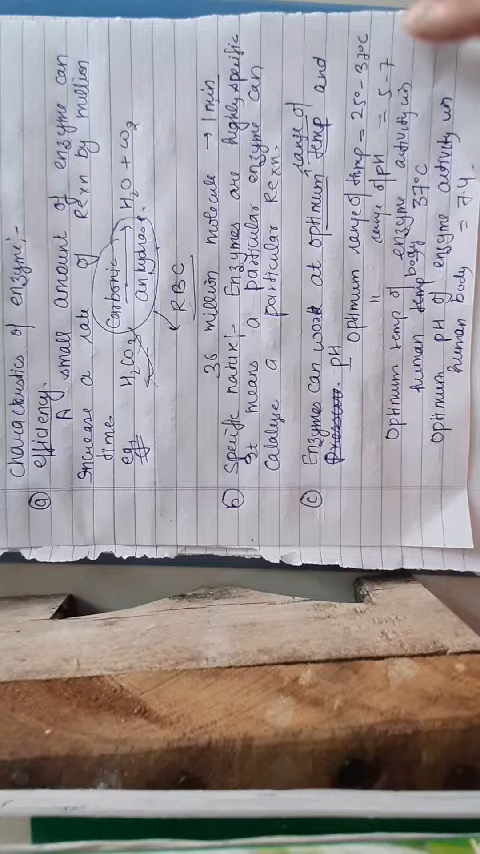 Characteristics of enzyme:-
(a) efficiency.
A small amount of enzyme can
increase a rate of Rexn by million
time.
eg H2CO3 Carbonic anhydrase → H2O + CO2
RBC
36 million molecule → 1 min
(b) Specific nature:- Enzymes are highly specific
It means a particular enzyme can
Catalyse a particular Rexn.
(c) Enzymes can work at optimum range of temp and
PH
Optimum range of temp = 25° - 37°C
" range of PH = 5-7
Optimum temp of enzyme activity in
human body temp 37°C
Optimum PH of enzyme activity in
human body = 7.4.